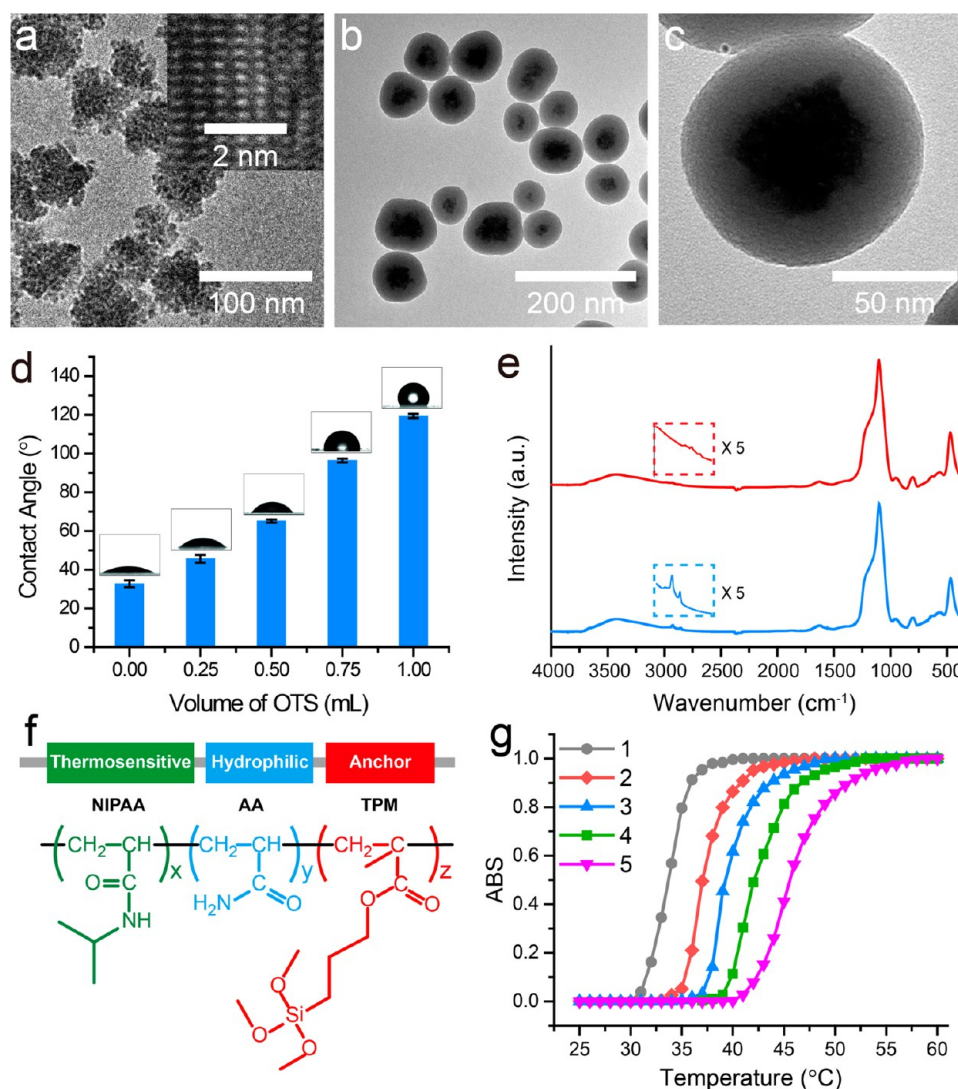 a
2 nm
100 nm
b
200 nm
c
50 nm
d
Contact Angle (°)
140
120
100
80
60
40
20
0
0.00 0.25 0.50 0.75 1.00
Volume of OTS (mL)
e
Intensity (a.u.)
X 5
X 5
4000 3500 3000 2500 2000 1500 1000 500
Wavenumber (cm⁻¹)
f
Thermosensitive Hydrophilic Anchor
NIPAA AA TPM
CH₂ CH x CH₂ CH y CH₂ C z
O C NH
H₂N C O
O C O
O Si O O
g
ABS
1.0
0.8
0.6
0.4
0.2
0.0
1
2
3
4
5
25 30 35 40 45 50 55 60
Temperature (°C)